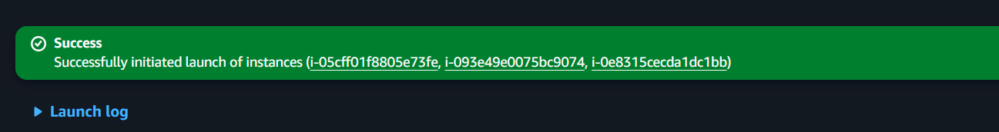 Success
Successfully initiated launch of instances (i-05cff01f8805e73fe, i-093e49e0075bc9074, i-0e8315cecda1dc1bb)
Launch log